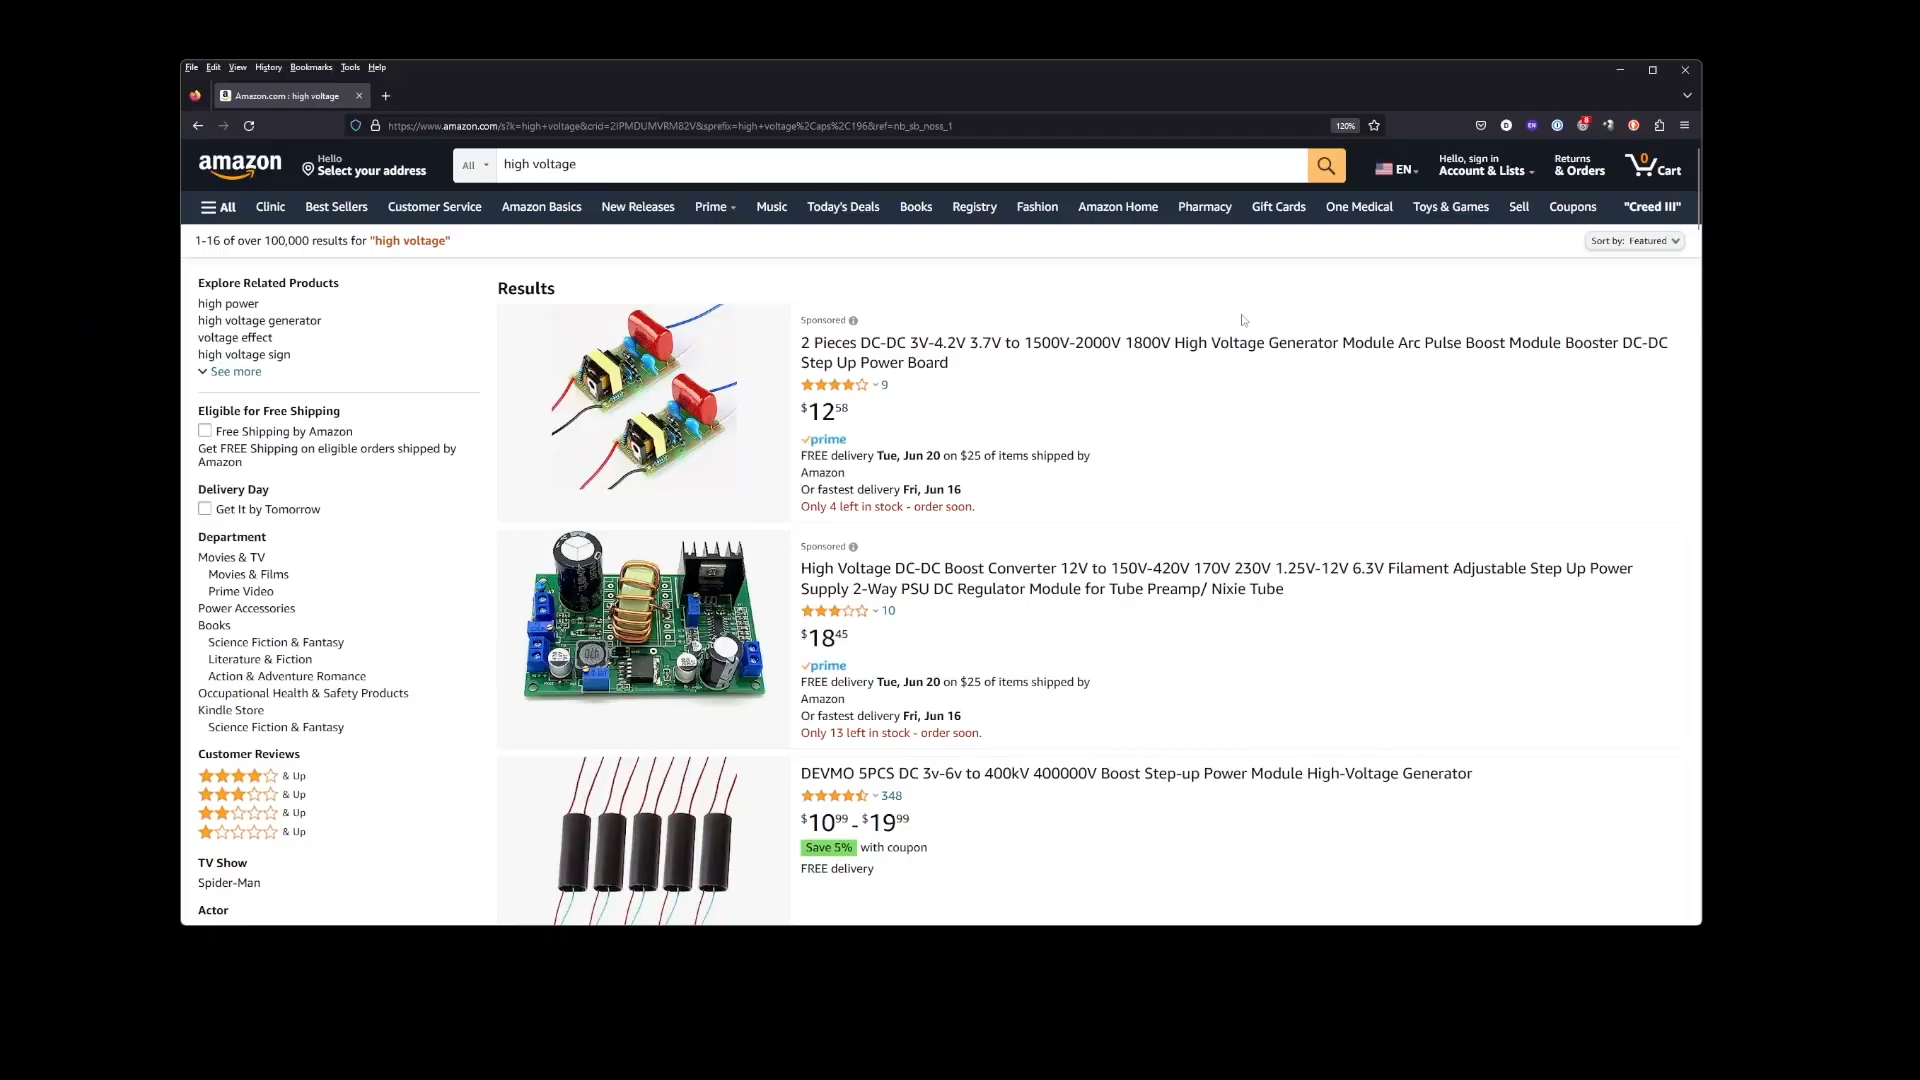 File Edit View History Bookmarks Tools Help
Amazon.com : high voltage
https://www.amazon.com/s?k=high+voltage&crid=2IPMDUMVRM82V&sprefix=high+voltage%2Caps%2C196&ref=nb_sb_noss_1
120%
amazon
Hello
Select your address
All
high voltage
EN
Hello, sign in
Account & Lists
Returns
& Orders
0
Cart
All Clinic Best Sellers Customer Service Amazon Basics New Releases Prime Music Today's Deals Books Registry Fashion Amazon Home Pharmacy Gift Cards One Medical Toys & Games Sell Coupons "Creed III"
1-16 of over 100,000 results for "high voltage"
Sort by: Featured
Explore Related Products
high power
high voltage generator
voltage effect
high voltage sign
See more
Eligible for Free Shipping
Free Shipping by Amazon
Get FREE Shipping on eligible orders shipped by
Amazon
Delivery Day
Get It by Tomorrow
Department
Movies & TV
Movies & Films
Prime Video
Power Accessories
Books
Science Fiction & Fantasy
Literature & Fiction
Action & Adventure Romance
Occupational Health & Safety Products
Kindle Store
Science Fiction & Fantasy
Customer Reviews
& Up
& Up
& Up
& Up
TV Show
Spider-Man
Actor
Results
Sponsored
2 Pieces DC-DC 3V-4.2V 3.7V to 1500V-2000V 1800V High Voltage Generator Module Arc Pulse Boost Module Booster DC-DC
Step Up Power Board
9
$12 58
prime
FREE delivery Tue, Jun 20 on $25 of items shipped by
Amazon
Or fastest delivery Fri, Jun 16
Only 4 left in stock - order soon.
Sponsored
High Voltage DC-DC Boost Converter 12V to 150V-420V 170V 230V 1.25V-12V 6.3V Filament Adjustable Step Up Power
Supply 2-Way PSU DC Regulator Module for Tube Preamp/ Nixie Tube
10
$18 45
prime
FREE delivery Tue, Jun 20 on $25 of items shipped by
Amazon
Or fastest delivery Fri, Jun 16
Only 13 left in stock - order soon.
DEVMO 5PCS DC 3v-6v to 400kV 400000V Boost Step-up Power Module High-Voltage Generator
348
$10 99 - $19 99
Save 5% with coupon
FREE delivery